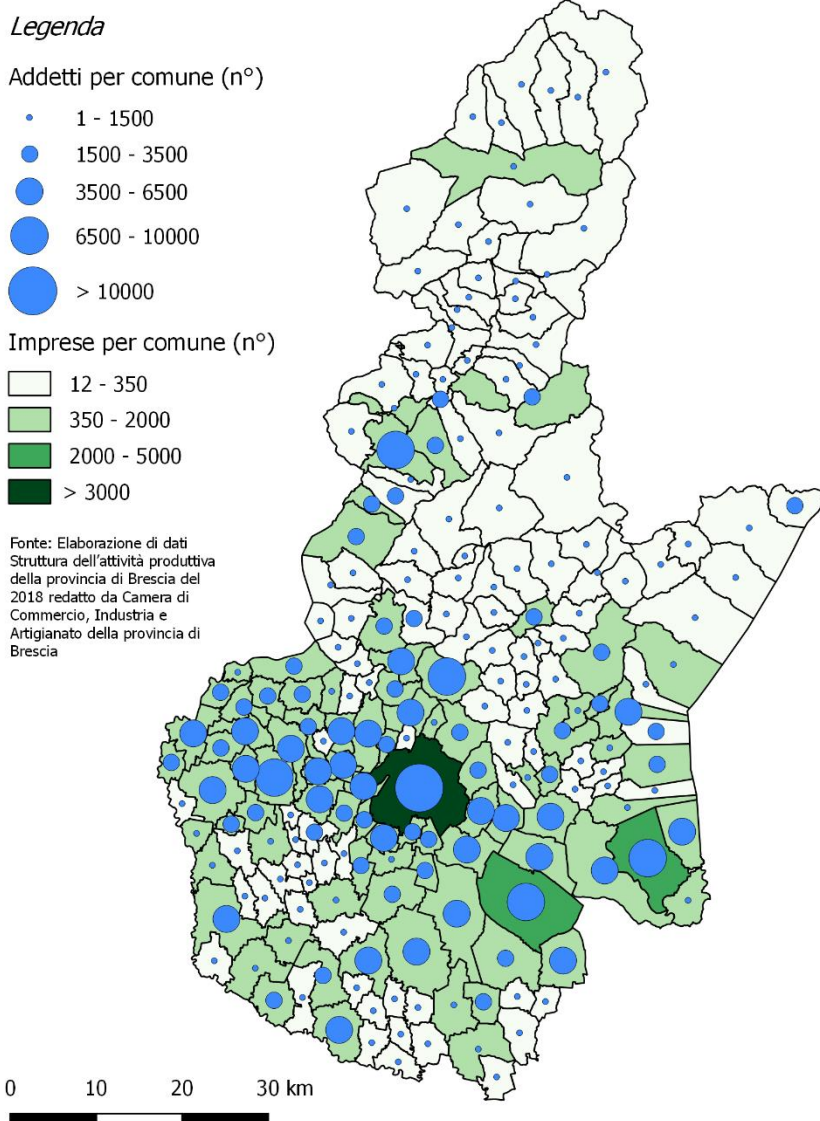 Legenda
Addetti per comune (n°)
1 - 1500
1500 - 3500
3500 - 6500
6500 - 10000
> 10000
Imprese per comune (n°)
12 - 350
350 - 2000
2000 - 5000
> 3000
Fonte: Elaborazione di dati
Struttura dell'attività produttiva
della provincia di Brescia del
2018 redatto da Camera di
Commercio, Industria e
Artigianato della provincia di
Brescia
0 10 20 30 km